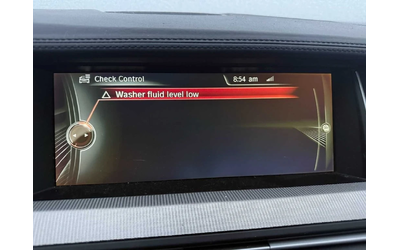 Check Control
8:54 am
Washer fluid level low